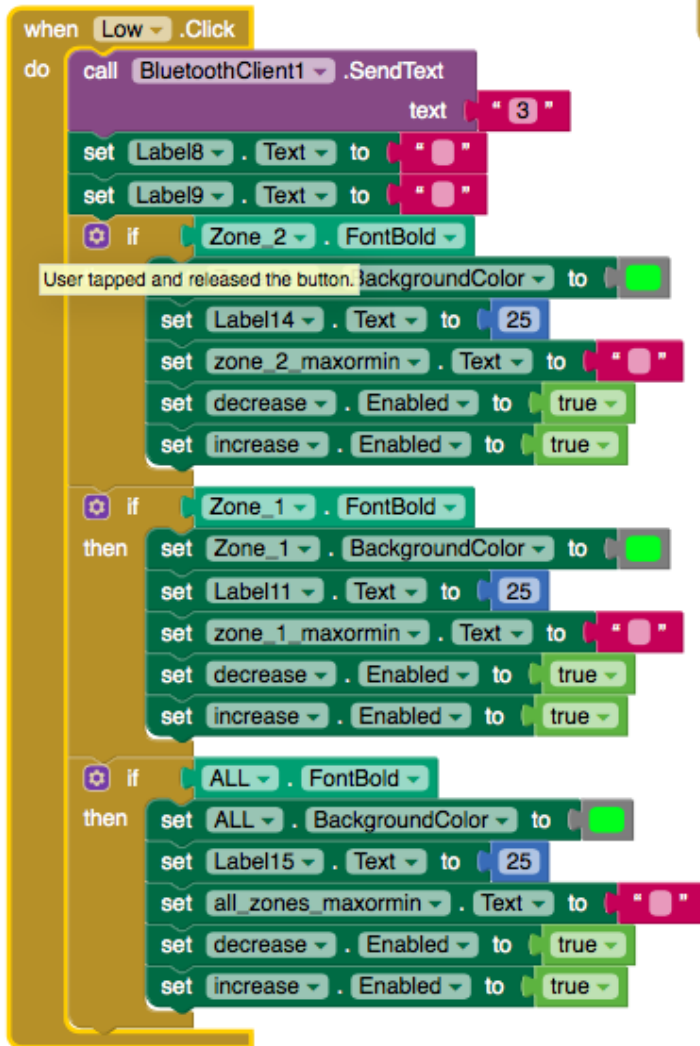 when Low .Click
do call BluetoothClient1 .SendText
text " 3 "
set Label8 . Text to " "
set Label9 . Text to " "
if Zone_2 . FontBold
User tapped and released the button. BackgroundColor to
set Label14 . Text to 25
set zone_2_maxormin . Text to " "
set decrease . Enabled to true
set increase . Enabled to true
if Zone_1 . FontBold
then set Zone_1 . BackgroundColor to
set Label11 . Text to 25
set zone_1_maxormin . Text to " "
set decrease . Enabled to true
set increase . Enabled to true
if ALL . FontBold
then set ALL . BackgroundColor to
set Label15 . Text to 25
set all_zones_maxormin . Text to " "
set decrease . Enabled to true
set increase . Enabled to true